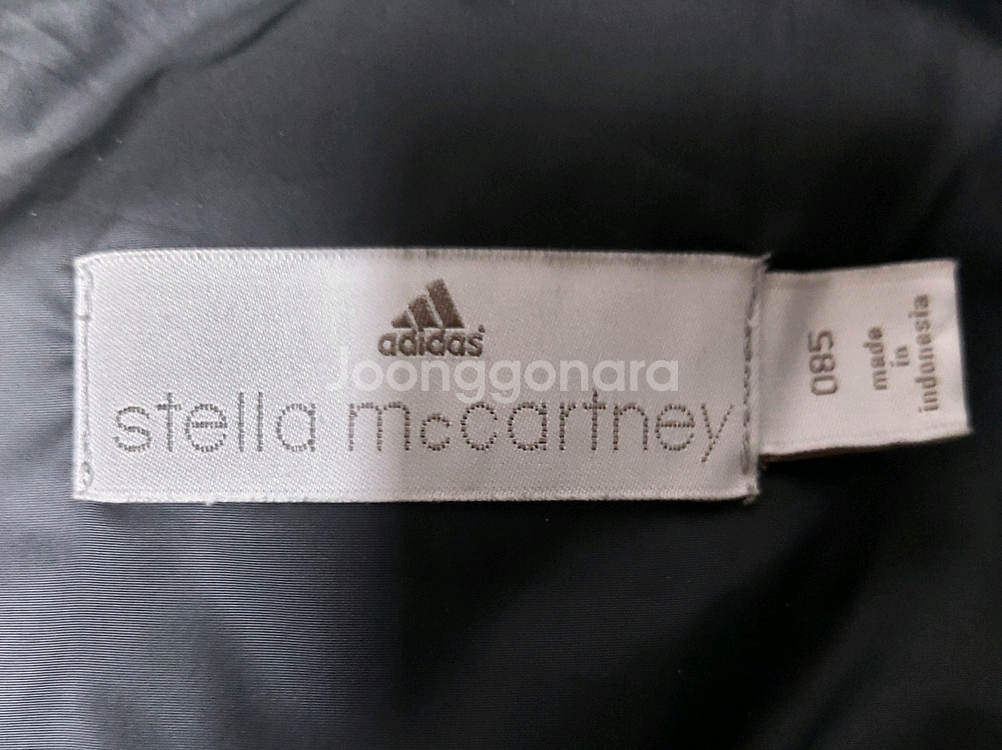 adidas
Joonggonara
stella mccartney
085
made
in
indonesia